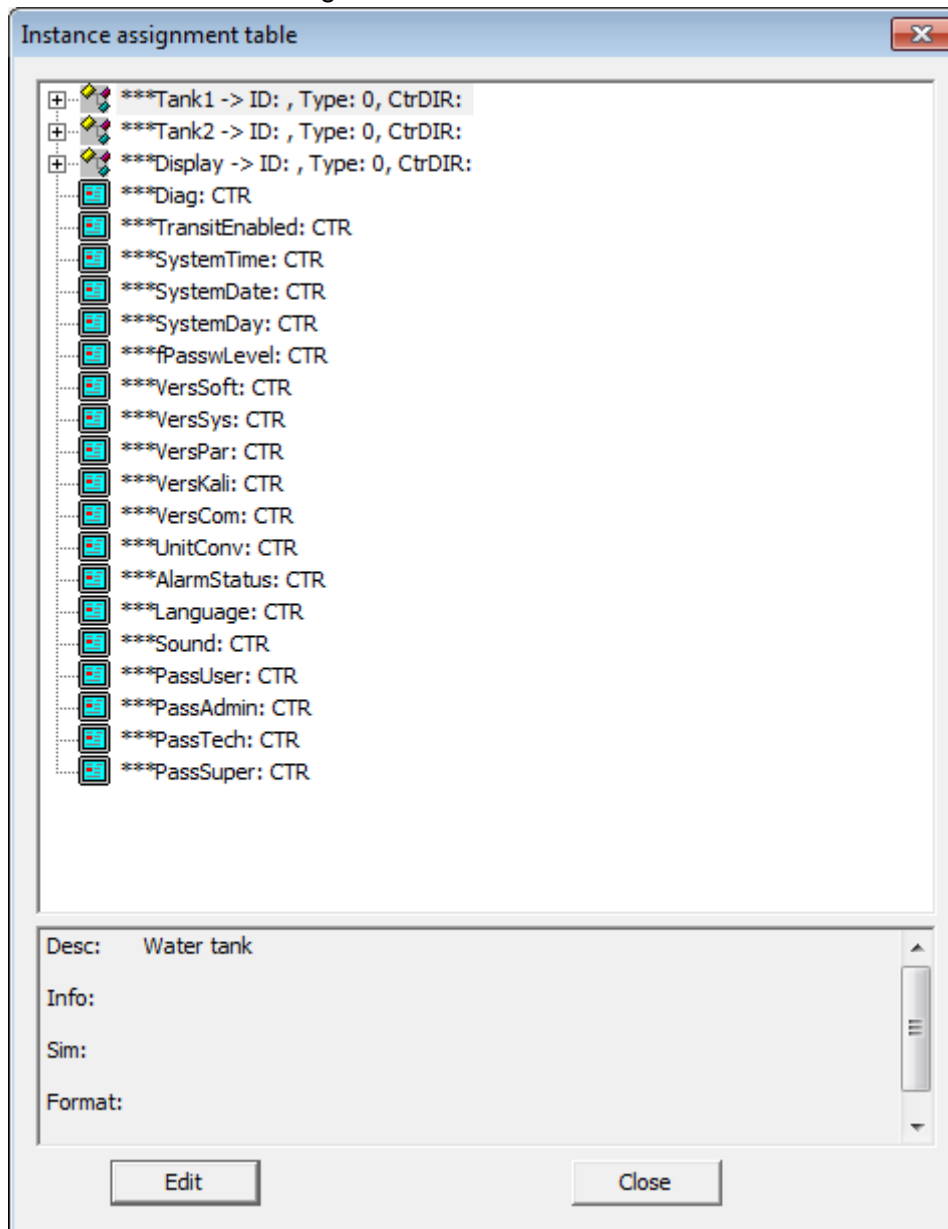 Instance assignment table
***Tank1 -> ID: , Type: 0, CtrDIR:
***Tank2 -> ID: , Type: 0, CtrDIR:
***Display -> ID: , Type: 0, CtrDIR:
***Diag: CTR
***TransitEnabled: CTR
***SystemTime: CTR
***SystemDate: CTR
***SystemDay: CTR
***fPasswLevel: CTR
***VersSoft: CTR
***VersSys: CTR
***VersPar: CTR
***VersKali: CTR
***VersCom: CTR
***UnitConv: CTR
***AlarmStatus: CTR
***Language: CTR
***Sound: CTR
***PassUser: CTR
***PassAdmin: CTR
***PassTech: CTR
***PassSuper: CTR
Desc: Water tank
Info:
Sim:
Format:
Edit Close